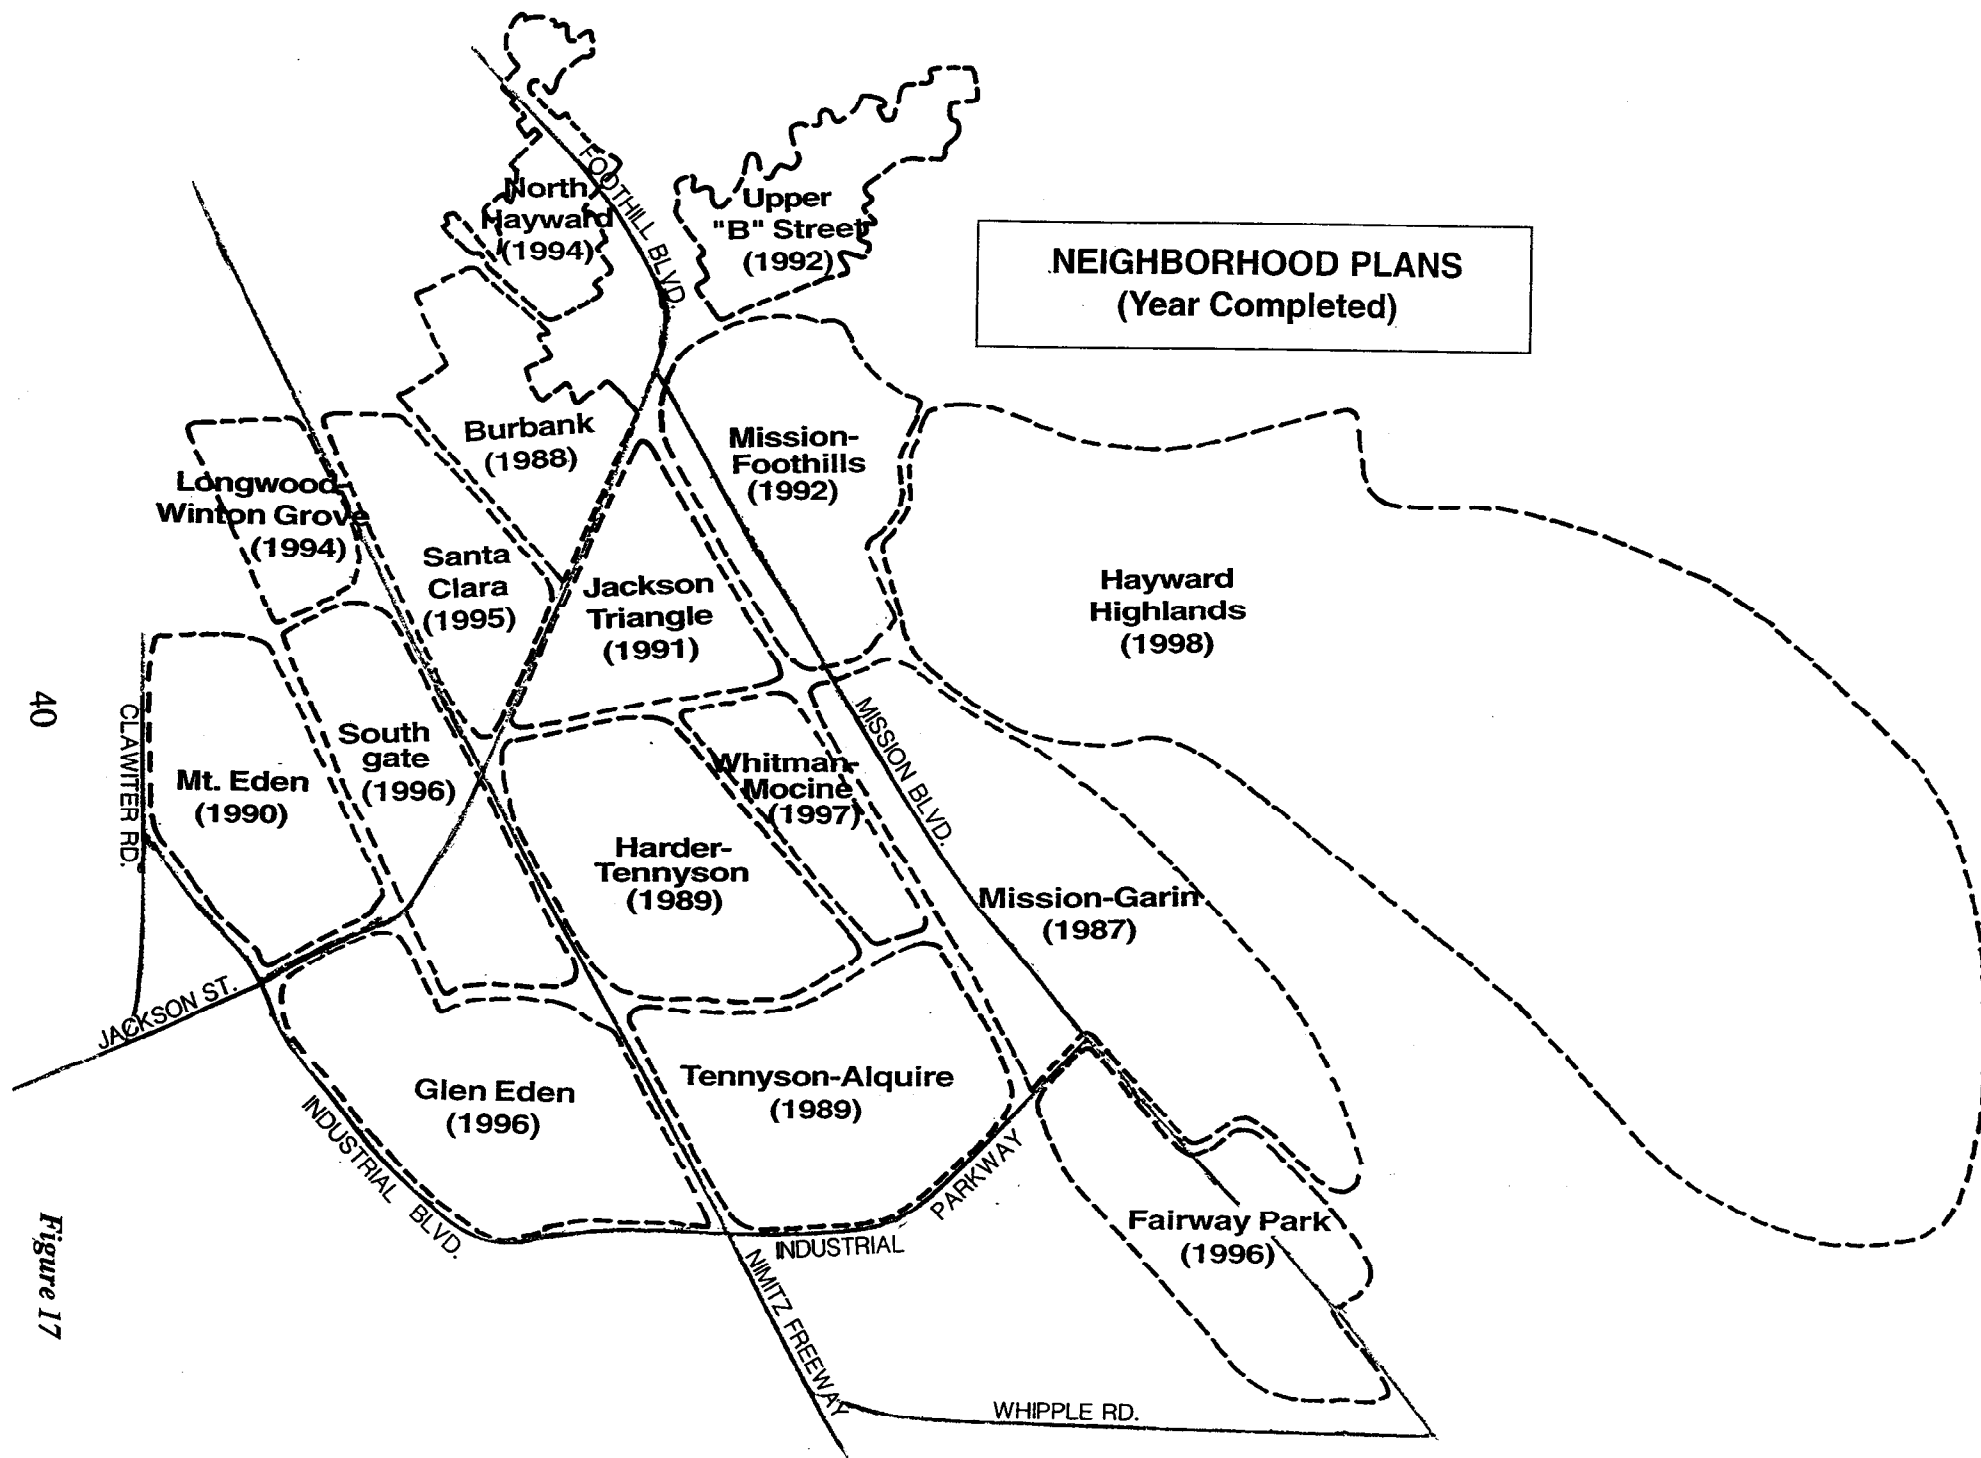 NEIGHBORHOOD PLANS
(Year Completed)
FOOTHILL BLVD.
North
Hayward
(1994)
Upper
"B" Street
(1992)
Burbank
(1988)
Mission-
Foothills
(1992)
Longwood-
Winton Grove
(1994)
Santa
Clara
(1995)
Jackson
Triangle
(1991)
Hayward
Highlands
(1998)
CLAWITER RD.
Mt. Eden
(1990)
South
gate
(1996)
Whitman-
Mocine
(1997)
MISSION BLVD.
Harder-
Tennyson
(1989)
Mission-Garin
(1987)
JACKSON ST.
Glen Eden
(1996)
Tennyson-Alquire
(1989)
INDUSTRIAL BLVD.
INDUSTRIAL
PARKWAY
Fairway Park
(1996)
NIMITZ FREEWAY
WHIPPLE RD.
40
Figure 17